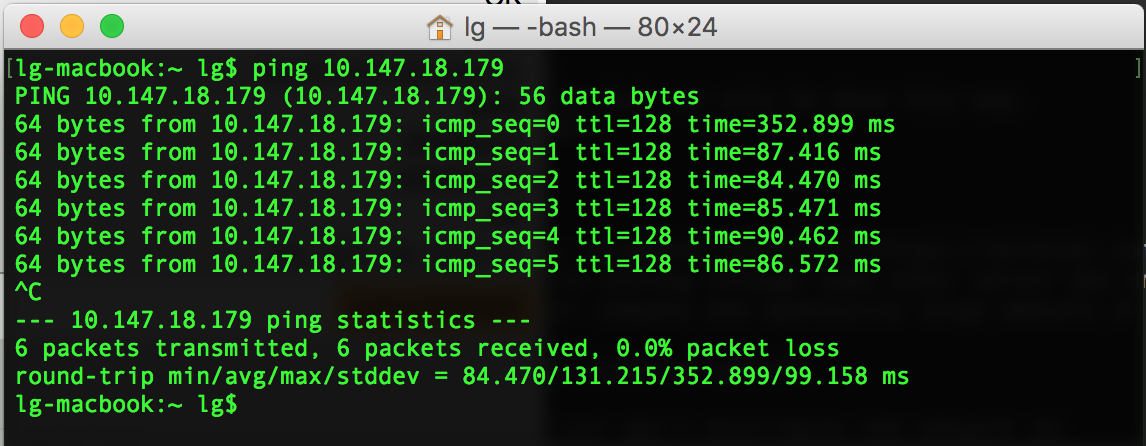 lg — -bash — 80×24
[lg-macbook:~ lg$ ping 10.147.18.179 ]
PING 10.147.18.179 (10.147.18.179): 56 data bytes
64 bytes from 10.147.18.179: icmp_seq=0 ttl=128 time=352.899 ms
64 bytes from 10.147.18.179: icmp_seq=1 ttl=128 time=87.416 ms
64 bytes from 10.147.18.179: icmp_seq=2 ttl=128 time=84.470 ms
64 bytes from 10.147.18.179: icmp_seq=3 ttl=128 time=85.471 ms
64 bytes from 10.147.18.179: icmp_seq=4 ttl=128 time=90.462 ms
64 bytes from 10.147.18.179: icmp_seq=5 ttl=128 time=86.572 ms
^C
--- 10.147.18.179 ping statistics ---
6 packets transmitted, 6 packets received, 0.0% packet loss
round-trip min/avg/max/stddev = 84.470/131.215/352.899/99.158 ms
lg-macbook:~ lg$